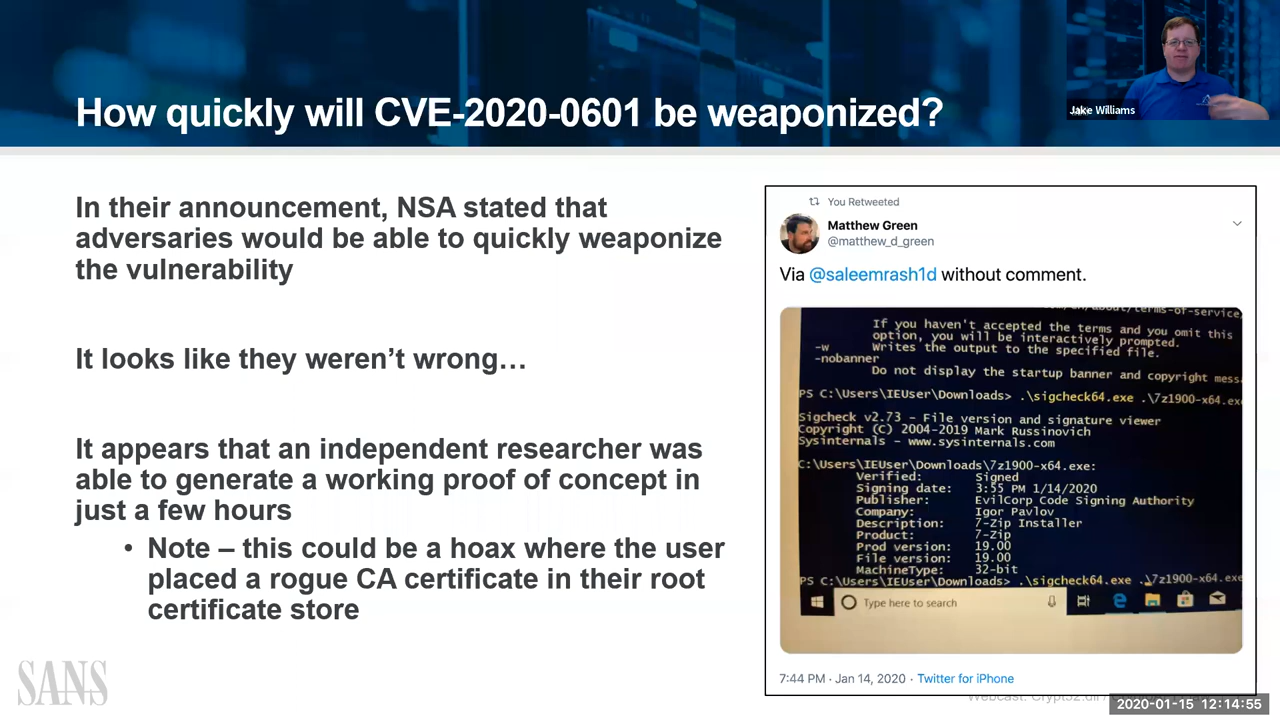 How quickly will CVE-2020-0601 be weaponized?
Jake Williams
In their announcement, NSA stated that
adversaries would be able to quickly weaponize
the vulnerability
It looks like they weren’t wrong…
It appears that an independent researcher was
able to generate a working proof of concept in
just a few hours
• Note – this could be a hoax where the user
placed a rogue CA certificate in their root
certificate store
You Retweeted
Matthew Green
@matthew_d_green
Via @saleemrash1d without comment.
If you haven't accepted the terms and you omit this
option, you will be interactively prompted.
-w Writes the output to the specified file.
-nobanner
Do not display the startup banner and copyright
PS C:\Users\IEUser\Downloads> .\sigcheck64.exe .\7z1900-x64.ex
Sigcheck v2.73 - File version and signature viewer
Copyright (C) 2004-2019 Mark Russinovich
Sysinternals - www.sysinternals.com
C:\Users\IEUser\Downloads\7z1900-x64.exe:
Verified: Signed
Signing date: 3:55 PM 1/14/2020
Publisher: EvilCorp Code Signing Authority
Company: Igor Pavlov
Description: 7-Zip Installer
Product: 7-Zip
Prod version: 19.00
File version: 19.00
MachineType: 32-bit
PS C:\Users\IEUser\Downloads> .\sigcheck64.exe .\7z1900-x64.exe
Type here to search
7:44 PM · Jan 14, 2020 · Twitter for iPhone
SANS
2020-01-15 12:14:55